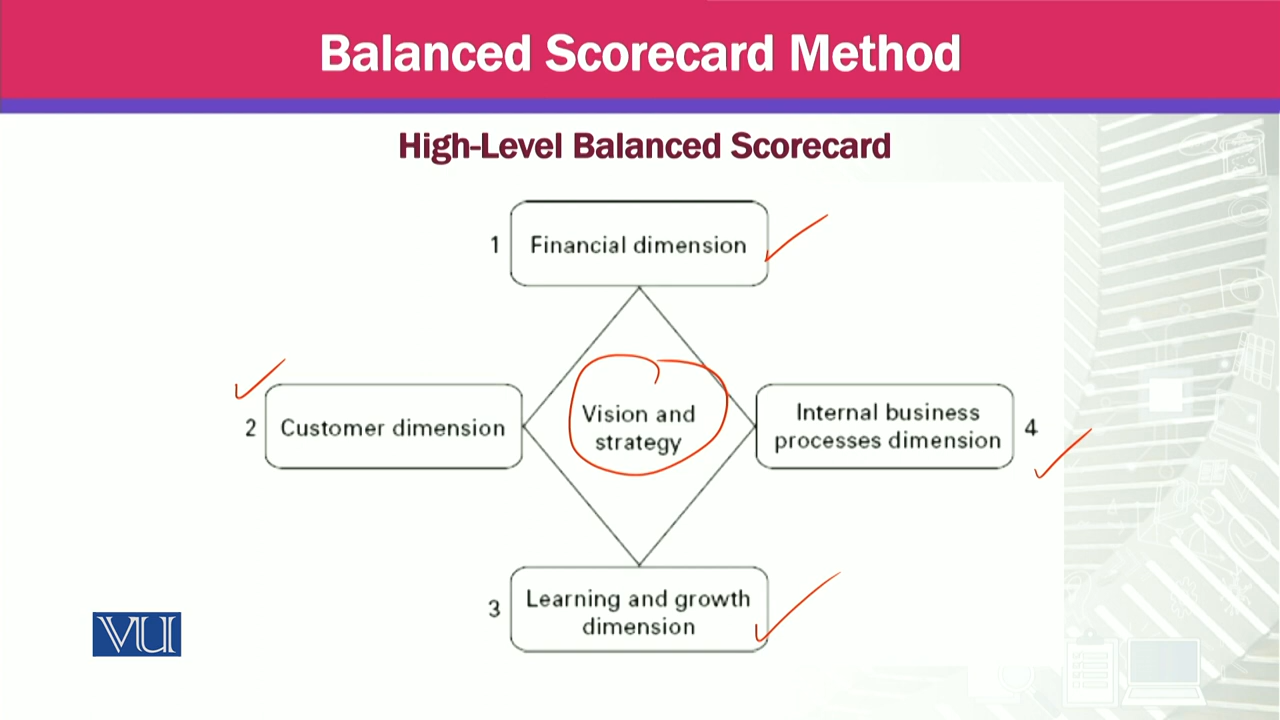 Balanced Scorecard Method
High-Level Balanced Scorecard
1
Financial dimension
2
Customer dimension
Vision and
strategy
Internal business
processes dimension
4
3
Learning and growth
dimension
VU